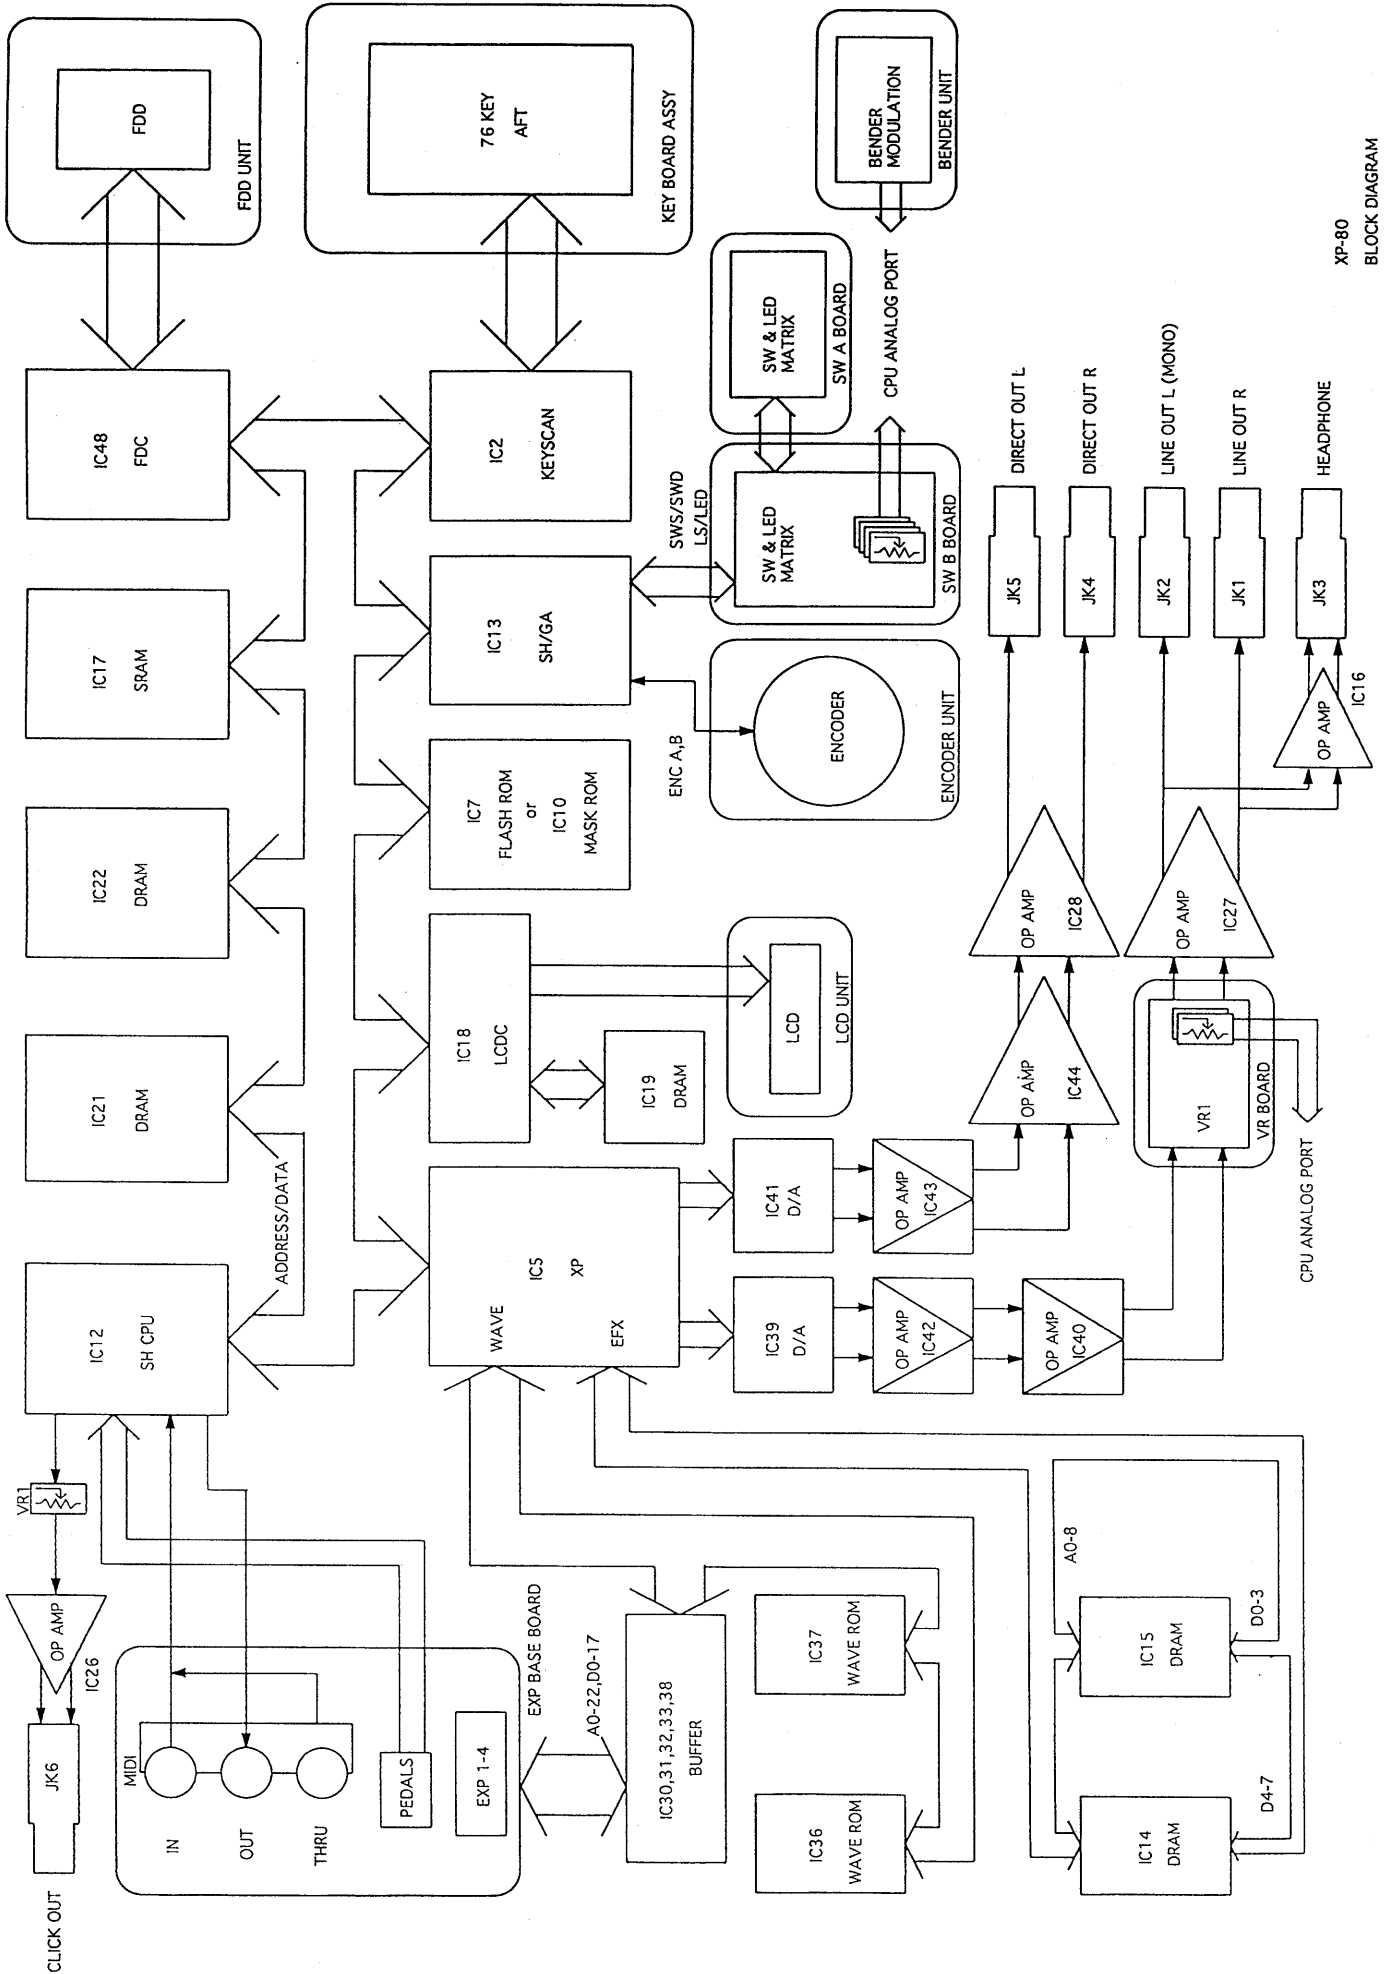 CLICK OUT
JK6
OP AMP
IC26
VR1
MIDI
IN
OUT
THRU
PEDALS
EXP 1-4
EXP BASE BOARD
A0-22,D0-17
IC12
SH CPU
ADDRESS/DATA
IC21
DRAM
IC22
DRAM
IC17
SRAM
IC48
FDC
FDD
FDD UNIT
IC5
XP
WAVE
EFX
IC18
LCDC
IC19
DRAM
LCD
LCD UNIT
IC7
FLASH ROM
or
IC10
MASK ROM
IC13
SH/GA
IC2
KEYSCAN
76 KEY
AFT
KEY BOARD ASSY
ENC A,B
ENCODER
ENCODER UNIT
SWS/SWD
LS/LED
SW & LED
MATRIX
SW B BOARD
SW & LED
MATRIX
SW A BOARD
CPU ANALOG PORT
BENDER
MODULATION
BENDER UNIT
IC30,31,32,33,38
BUFFER
IC36
WAVE ROM
IC37
WAVE ROM
IC14
DRAM
IC15
DRAM
A0-8
D0-3
D4-7
IC39
D/A
IC41
D/A
OP AMP
IC42
OP AMP
IC43
OP AMP
IC40
OP AMP
IC44
OP AMP
IC28
VR1
VR BOARD
CPU ANALOG PORT
OP AMP
IC27
OP AMP
IC16
JK5
DIRECT OUT L
JK4
DIRECT OUT R
JK2
LINE OUT L (MONO)
JK1
LINE OUT R
JK3
HEADPHONE
XP-80
BLOCK DIAGRAM